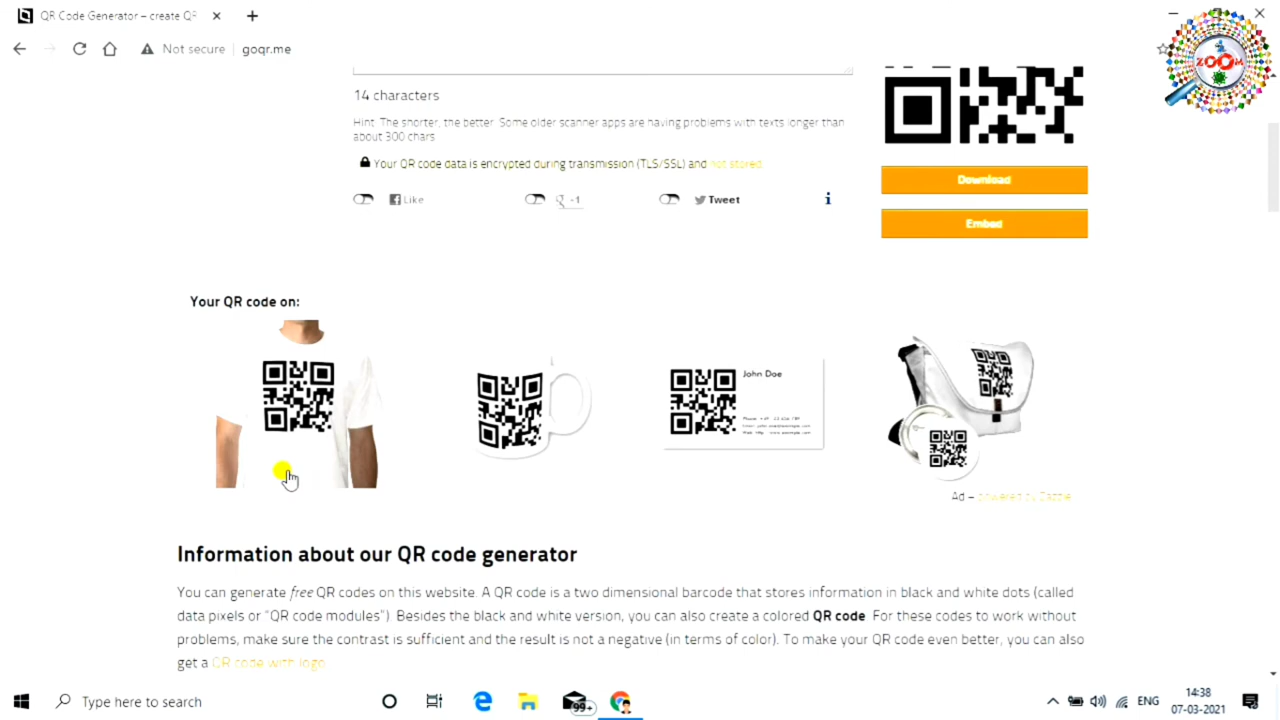 QR Code Generator – create QR
Not secure
goqr.me
ZOOM
14 characters
Hint: The shorter, the better. Some older scanner apps are having problems with texts longer than
about 300 chars
Your QR code data is encrypted during transmission (TLS/SSL) and not stored.
Like
+1
Tweet
i
Download
Embed
Your QR code on:
John Doe
Ad – powered by Zazzle
Information about our QR code generator
You can generate free QR codes on this website. A QR code is a two dimensional barcode that stores information in black and white dots (called
data pixels or “QR code modules”) Besides the black and white version, you can also create a colored QR code For these codes to work without
problems, make sure the contrast is sufficient and the result is not a negative (in terms of color). To make your QR code even better, you can also
get a QR code with logo
Type here to search
99+
ENG
14:38
07-03-2021